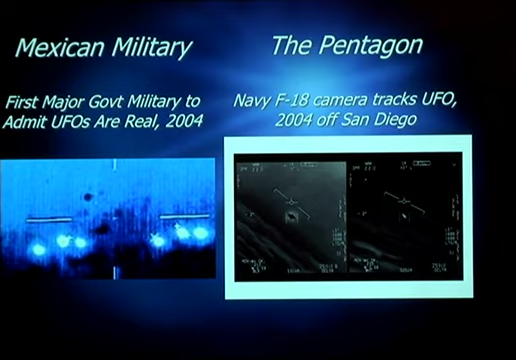 Mexican Military
First Major Govt Military to
Admit UFOs Are Real, 2004
The Pentagon
Navy F-18 camera tracks UFO,
2004 off San Diego